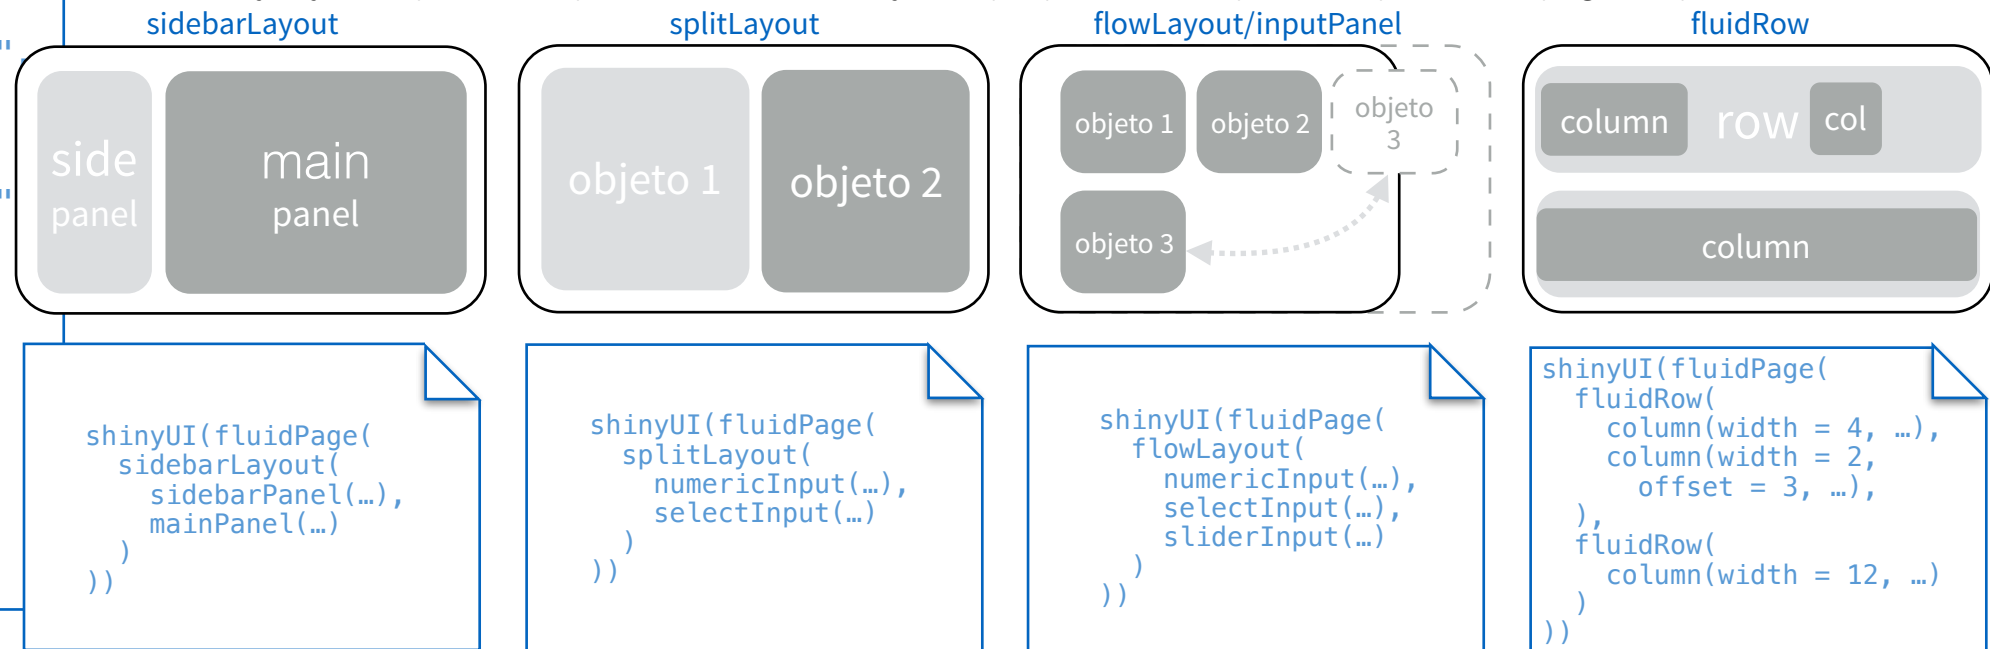 sidebarLayout
side
panel
main
panel
shinyUI(fluidPage(
  sidebarLayout(
    sidebarPanel(…),
    mainPanel(…)
  )
))
splitLayout
objeto 1
objeto 2
shinyUI(fluidPage(
  splitLayout(
    numericInput(…),
    selectInput(…)
  )
))
flowLayout/inputPanel
objeto 1
objeto 2
objeto
3
objeto 3
shinyUI(fluidPage(
  flowLayout(
    numericInput(…),
    selectInput(…),
    sliderInput(…)
  )
))
fluidRow
column
row
col
column
shinyUI(fluidPage(
  fluidRow(
    column(width = 4, …),
    column(width = 2,
      offset = 3, …),
  ),
  fluidRow(
    column(width = 12, …)
  )
))
",
"